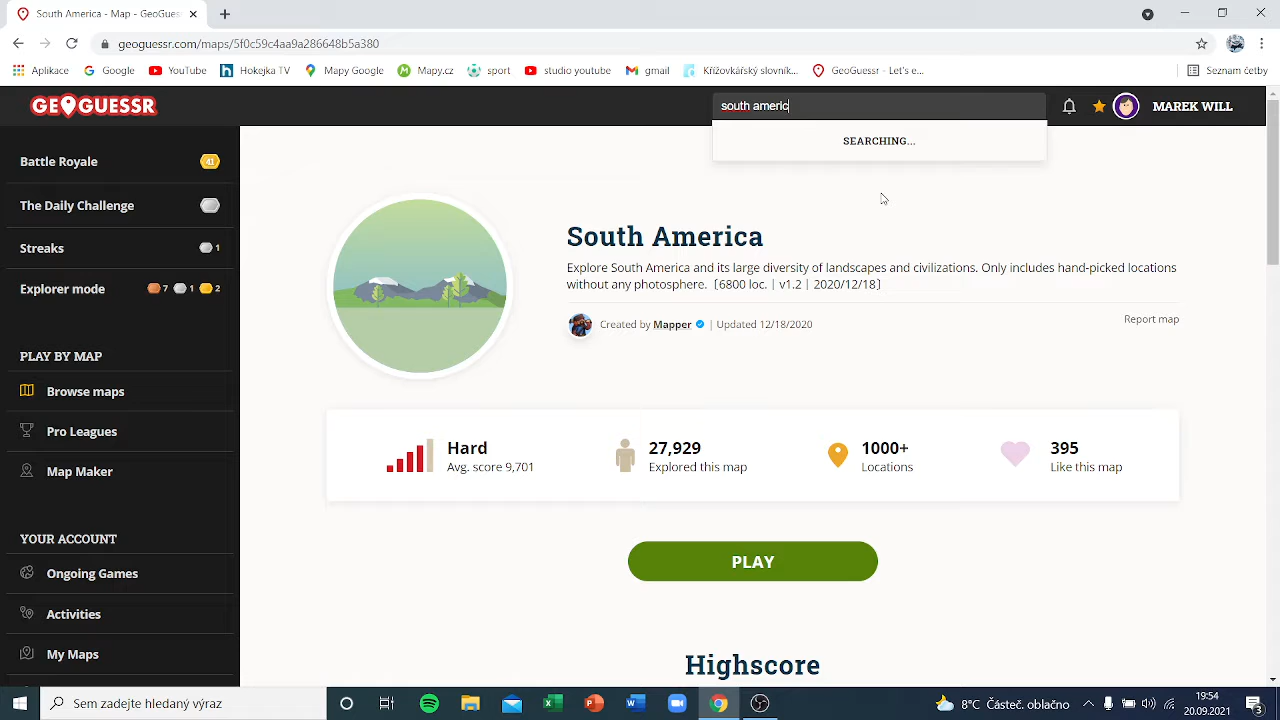 South America - Map - GeoGuess
geoguessr.com/maps/5f0c59c4aa9a286648b5a380
Aplikace Google YouTube Hokejka TV Mapy Google Mapy.cz sport studio youtube gmail Křížovkářský slovník... GeoGuessr - Let's e... Seznam četby
GEOGUESSR south americ MAREK WILL
SEARCHING...
Battle Royale 41
The Daily Challenge
Streaks 1
Explorer mode 7 1 2
PLAY BY MAP
Browse maps
Pro Leagues
Map Maker
YOUR ACCOUNT
Ongoing Games
Activities
My Maps
South America
Explore South America and its large diversity of landscapes and civilizations. Only includes hand-picked locations
without any photosphere. [6800 loc. | v1.2 | 2020/12/18]
Created by Mapper | Updated 12/18/2020
Report map
Hard
Avg. score 9,701
27,929
Explored this map
1000+
Locations
395
Like this map
PLAY
Highscore
Sem zadejte hledaný výraz
8°C Částeč. oblačno
19:54
20.09.2021
3